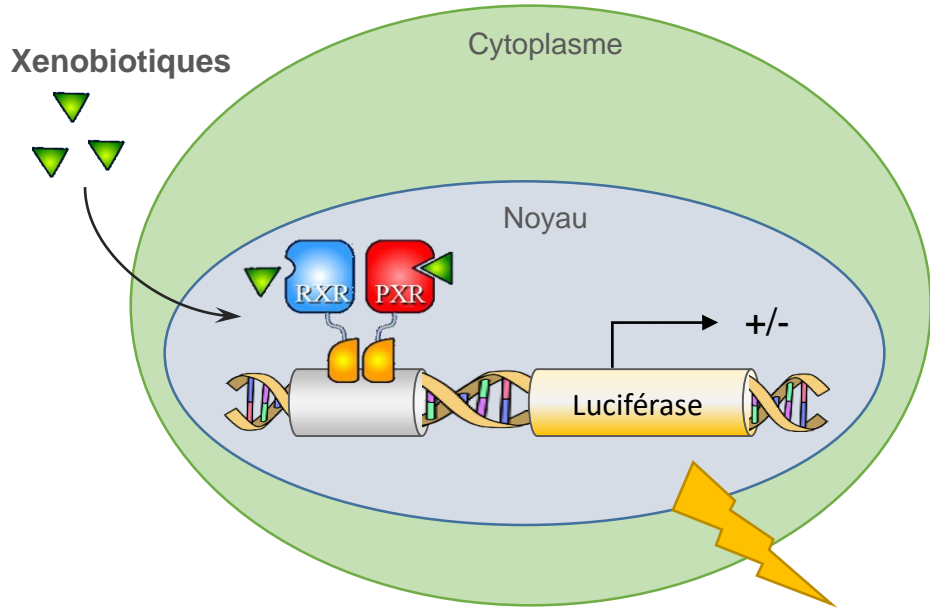 Cytoplasme
Xenobiotiques
Noyau
RXR
PXR
+/-
Luciférase